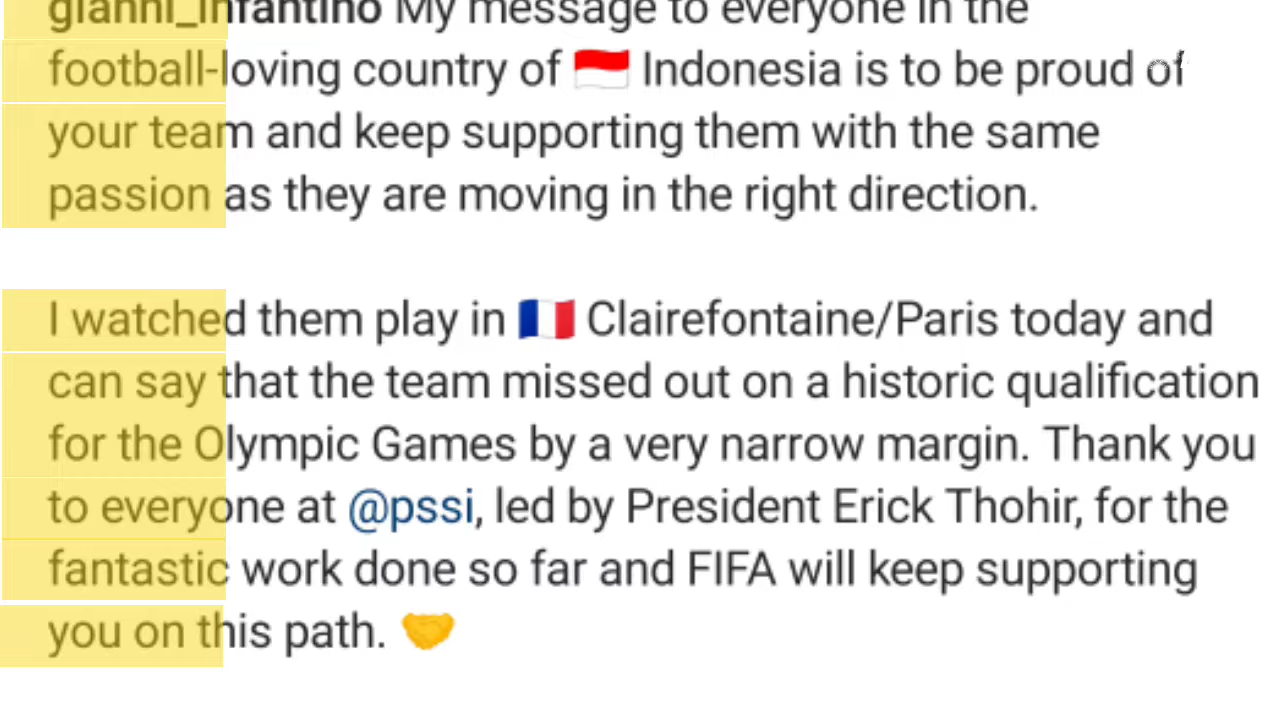 gianni_infantino My message to everyone in the
football-loving country of 🇮🇩 Indonesia is to be proud of
your team and keep supporting them with the same
passion as they are moving in the right direction.
I watched them play in 🇫🇷 Clairefontaine/Paris today and
can say that the team missed out on a historic qualification
for the Olympic Games by a very narrow margin. Thank you
to everyone at @pssi, led by President Erick Thohir, for the
fantastic work done so far and FIFA will keep supporting
you on this path. 🤝